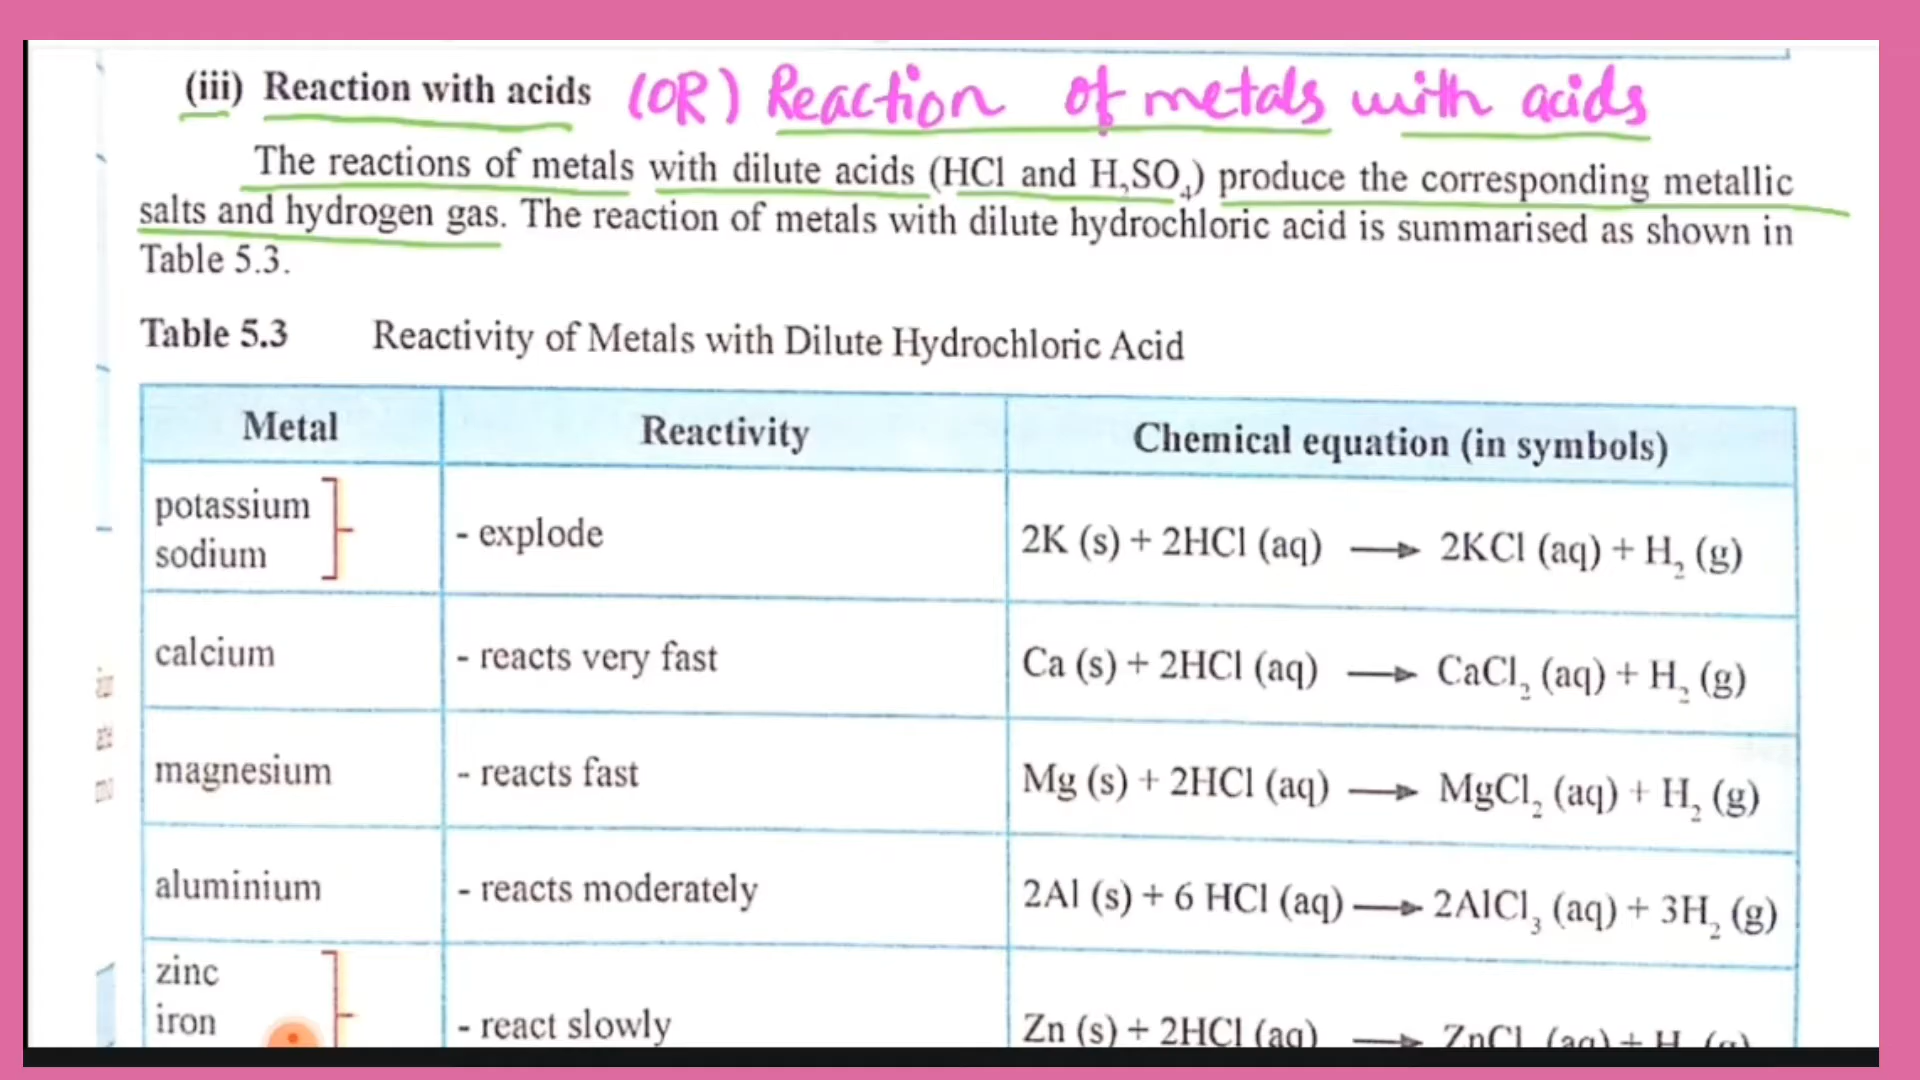 (iii) Reaction with acids (OR) Reaction of metals with acids
The reactions of metals with dilute acids (HCl and H₂SO₄) produce the corresponding metallic
salts and hydrogen gas. The reaction of metals with dilute hydrochloric acid is summarised as shown in
Table 5.3.
Table 5.3 Reactivity of Metals with Dilute Hydrochloric Acid
Metal Reactivity Chemical equation (in symbols)
potassium
sodium
- explode 2K (s) + 2HCl (aq) → 2KCl (aq) + H₂ (g)
calcium - reacts very fast Ca (s) + 2HCl (aq) → CaCl₂ (aq) + H₂ (g)
magnesium - reacts fast Mg (s) + 2HCl (aq) → MgCl₂ (aq) + H₂ (g)
aluminium - reacts moderately 2Al (s) + 6 HCl (aq) → 2AlCl₃ (aq) + 3H₂ (g)
zinc
iron
- react slowly Zn (s) + 2HCl (aq) → ZnCl (aq) + H (g)